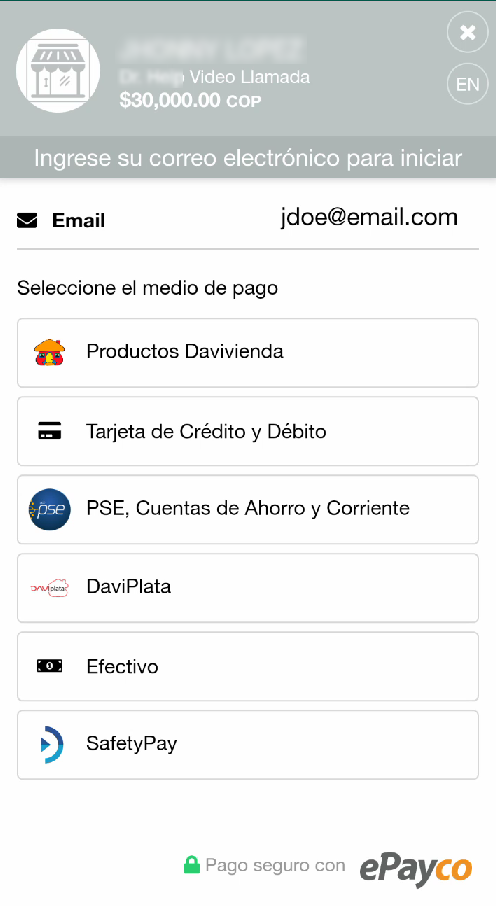 Video Llamada
$30,000.00 COP
EN
Ingrese su correo electrónico para iniciar
Email
jdoe@email.com
Seleccione el medio de pago
Productos Davivienda
Tarjeta de Crédito y Débito
pse PSE, Cuentas de Ahorro y Corriente
DAVIplata DaviPlata
Efectivo
SafetyPay
Pago seguro con ePayco